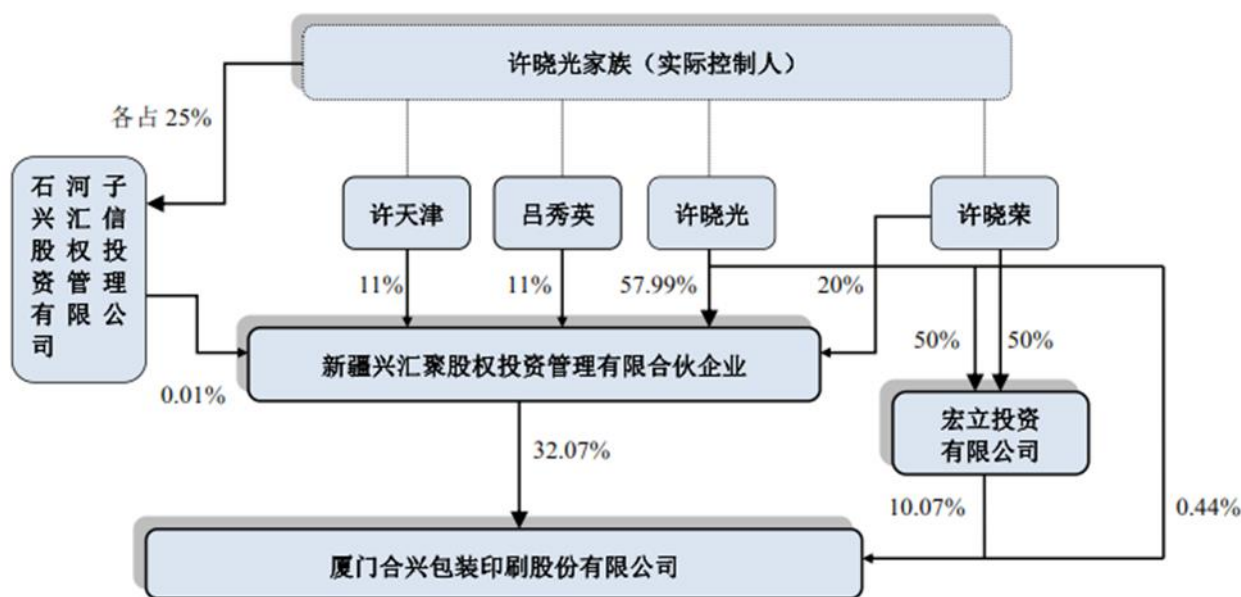 许晓光家族（实际控制人）
各占 25%
石河子
兴汇信
股权投
资管理
有限公
司
许天津
吕秀英
许晓光
许晓荣
11%
11%
57.99%
20%
50%
50%
新疆兴汇聚股权投资管理有限合伙企业
0.01%
宏立投资
有限公司
32.07%
10.07%
0.44%
厦门合兴包装印刷股份有限公司